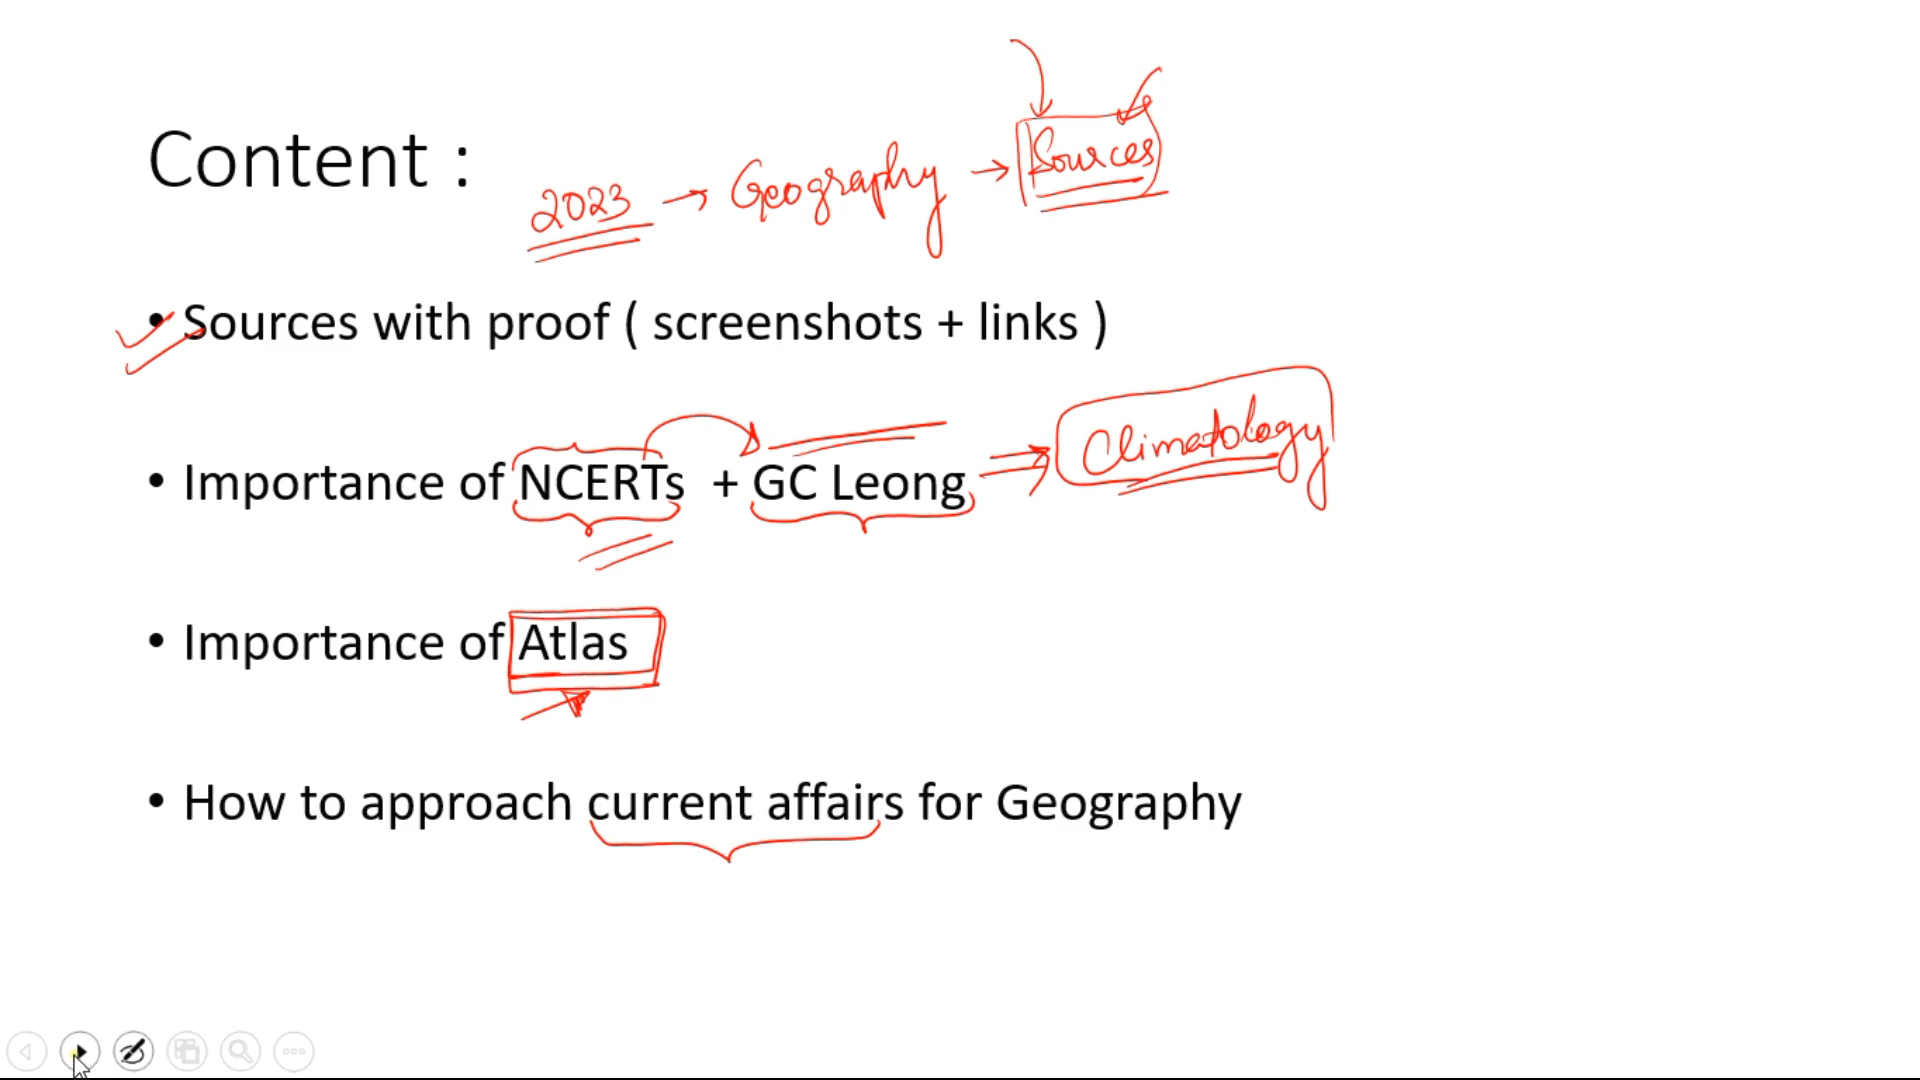 Content :
2023 → Geography → Sources
• Sources with proof ( screenshots + links )
• Importance of NCERTs + GC Leong ⇒ Climatology
• Importance of Atlas
• How to approach current affairs for Geography